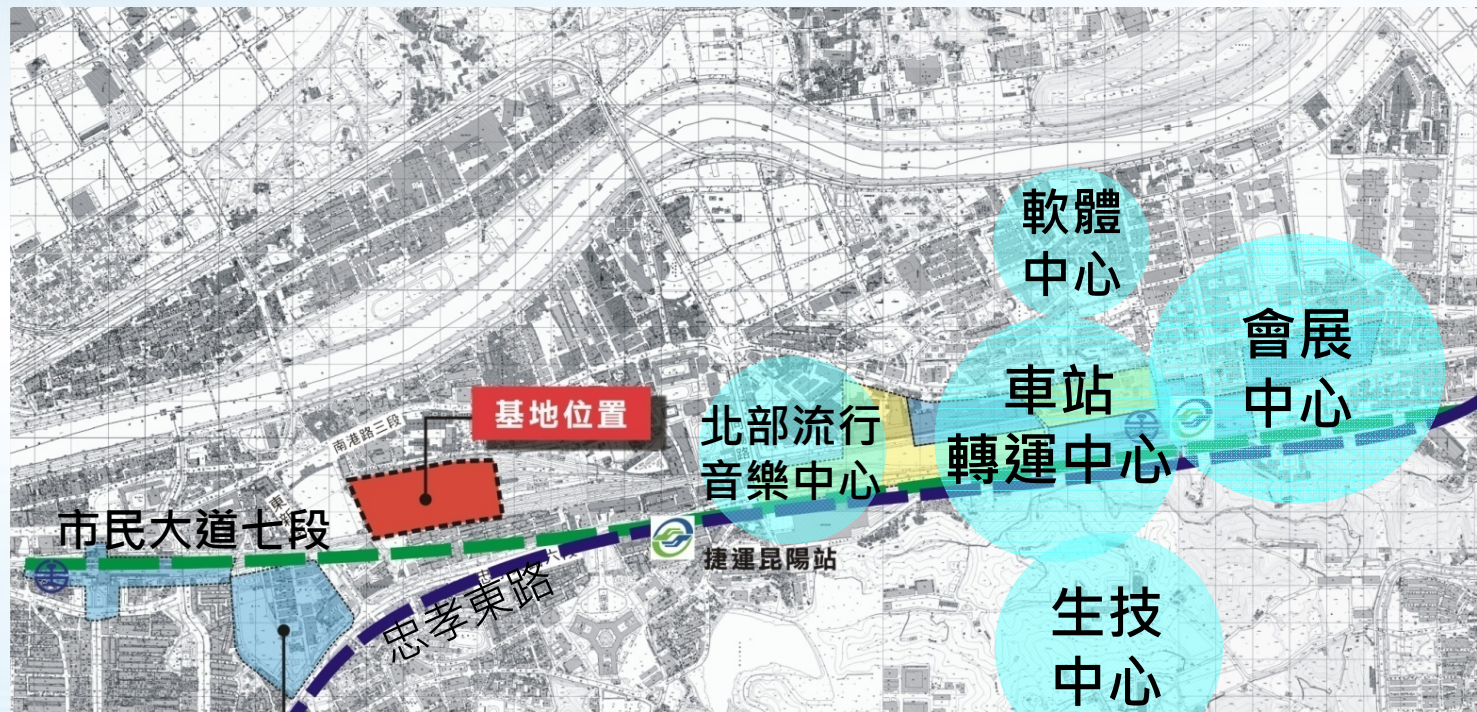 軟體
中心
會展
中心
車站
轉運中心
基地位置
北部流行
音樂中心
南港路三段
市民大道七段
捷運昆陽站
忠孝東路
生技
中心